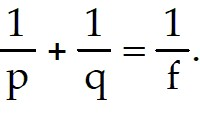 1/p + 1/q = 1/f.